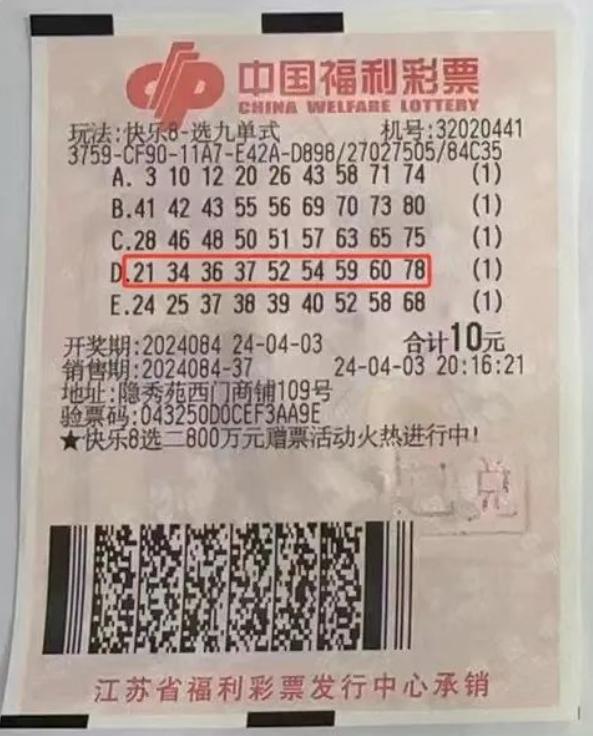 中国福利彩票
CHINA WELFARE LOTTERY
玩法:快乐8-选九单式 机号:32020441
3759-CF90-11A7-E42A-D898/27027505/84C35
A. 3 10 12 20 26 43 58 71 74 (1)
B.41 42 43 55 56 69 70 73 80 (1)
C.28 46 48 50 51 57 63 65 75 (1)
D.21 34 36 37 52 54 59 60 78 (1)
E.24 25 37 38 39 40 52 58 68 (1)
开奖期:2024084 24-04-03 合计10元
销售期:2024084-37 24-04-03 20:16:21
地址:隐秀苑西门商铺109号
验票码:043250D0CEF3AA9E
★快乐8选二800万元赠票活动火热进行中!
江苏省福利彩票发行中心承销